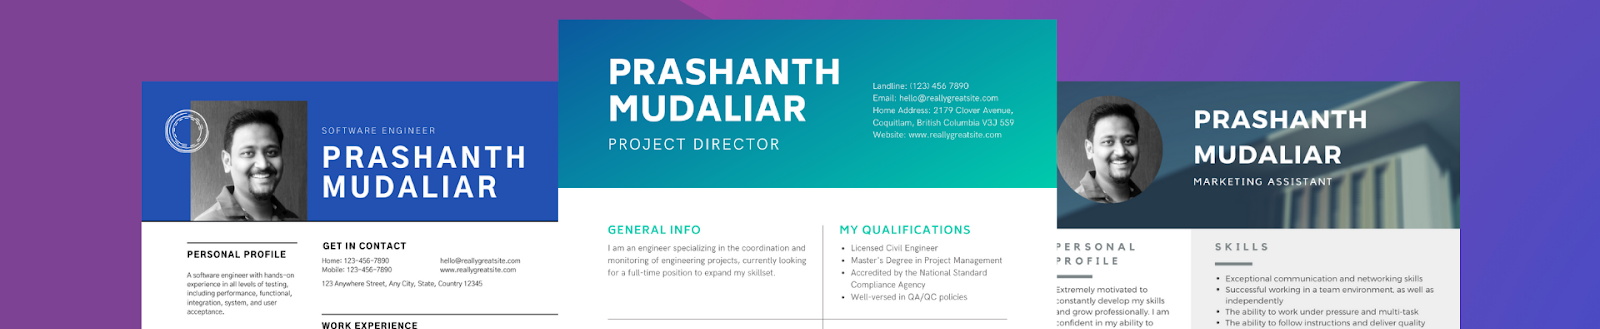 SOFTWARE ENGINEER
PRASHANTH
MUDALIAR
PERSONAL PROFILE
A software engineer with hands-on
experience in all levels of testing,
including performance, functional,
integration, system, and user
acceptance.
GET IN CONTACT
Home: 123-456-7890
Mobile: 123-456-7890
hello@reallygreatsite.com
www.reallygreatsite.com
123 Anywhere Street, Any City, State, Country 12345
WORK EXPERIENCE
PRASHANTH
MUDALIAR
PROJECT DIRECTOR
Landline: (123) 456 7890
Email: hello@reallygreatsite.com
Home Address: 2179 Clover Avenue,
Coquitlam, British Columbia V3J 5S9
Website: www.reallygreatsite.com
GENERAL INFO
I am an engineer specializing in the coordination and
monitoring of engineering projects, currently looking
for a full-time position to expand my skillset.
MY QUALIFICATIONS
• Licensed Civil Engineer
• Master's Degree in Project Management
• Accredited by the National Standard
Compliance Agency
• Well-versed in QA/QC policies
PRASHANTH
MUDALIAR
MARKETING ASSISTANT
PERSONAL
PROFILE
Extremely motivated to
constantly develop my skills
and grow professionally. I am
confident in my ability to
SKILLS
• Exceptional communication and networking skills
• Successful working in a team environment, as well as
independently
• The ability to work under pressure and multi-task
• The ability to follow instructions and deliver quality